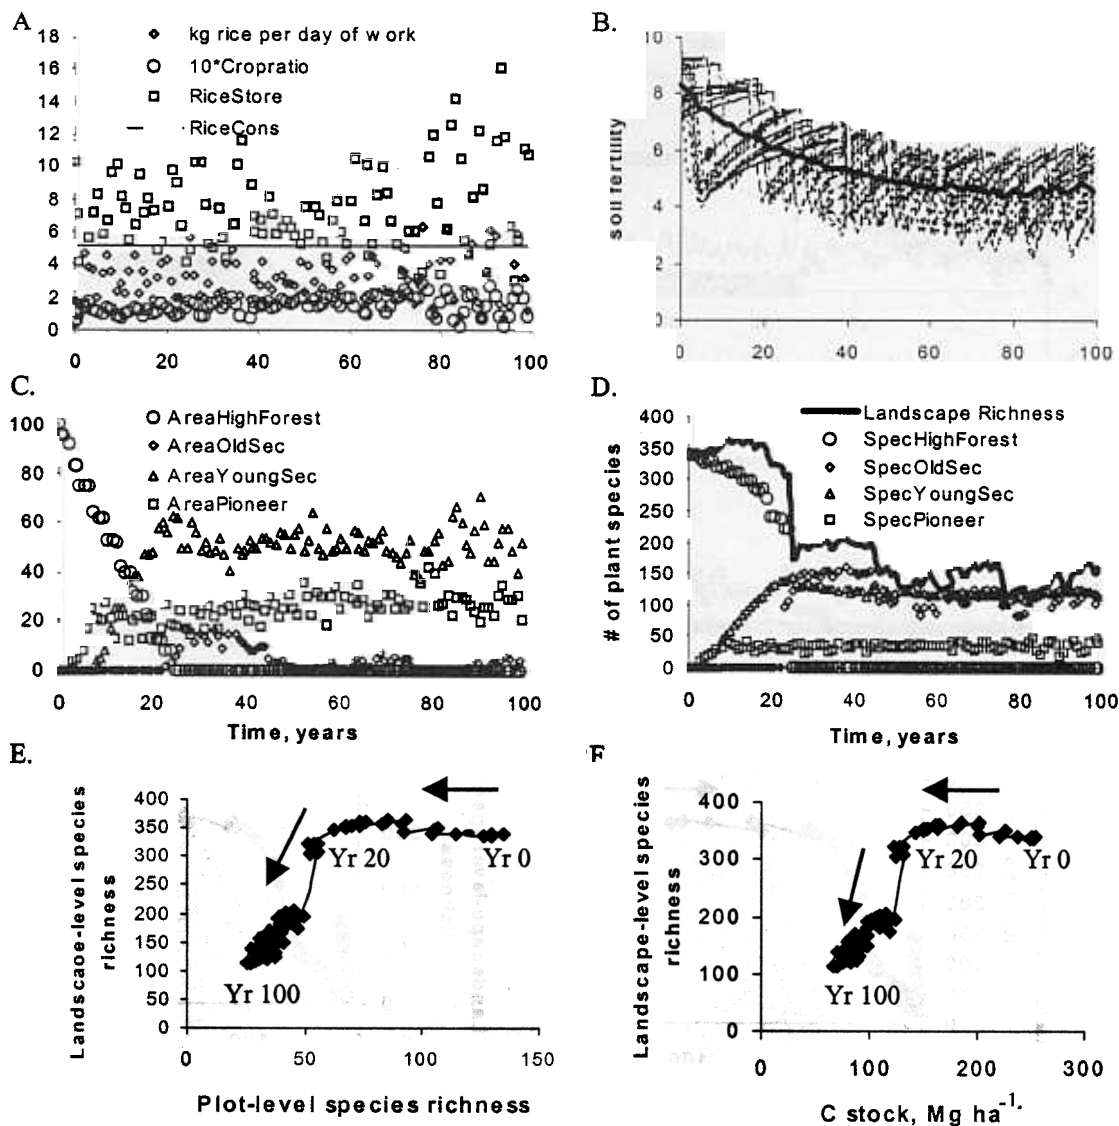 A
18
16
14
12
10
8
6
4
2
0
kg rice per day of work
10*Cropratio
RiceStore
RiceCons
0 20 40 60 80 100
B.
10
8
6
4
2
0
soil fertility
0 20 40 60 80 100
C.
100
80
60
40
20
0
AreaHighForest
AreaOldSec
AreaYoungSec
AreaPioneer
0 20 40 60 80 100
Time, years
D.
400
350
300
250
200
150
100
50
0
# of plant species
Landscape Richness
SpecHighForest
SpecOldSec
SpecYoungSec
SpecPioneer
0 20 40 60 80 100
Time, years
E.
Landscaoe-level species
richness
400
350
300
250
200
150
100
50
0
Yr 20
Yr 0
Yr 100
0 50 100 150
Plot-level species richness
F
Landscape-level species
richness
400
300
200
100
0
Yr 20
Yr 0
Yr 100
0 100 200 300
C stock, Mg ha⁻¹.